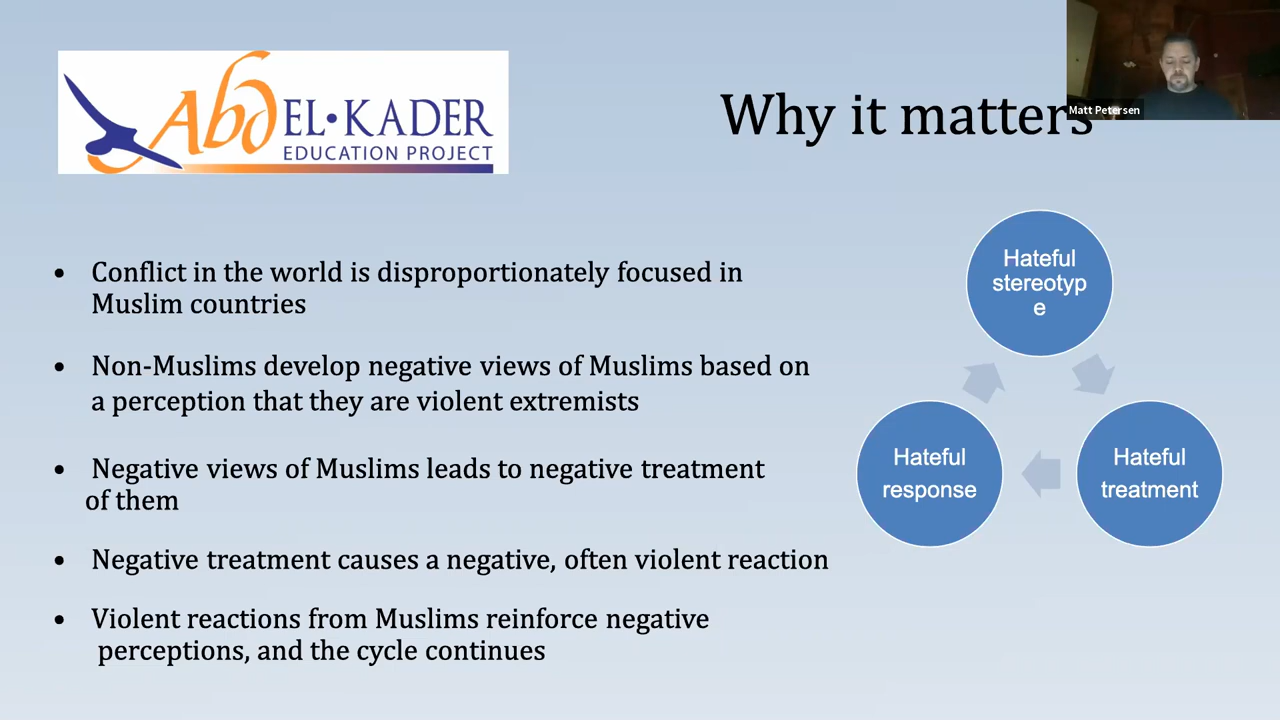 Abd EL•KADER
EDUCATION PROJECT
Why it matters
Matt Petersen
• Conflict in the world is disproportionately focused in
Muslim countries
• Non-Muslims develop negative views of Muslims based on
a perception that they are violent extremists
• Negative views of Muslims leads to negative treatment
of them
• Negative treatment causes a negative, often violent reaction
• Violent reactions from Muslims reinforce negative
perceptions, and the cycle continues
Hateful
stereotyp
e
Hateful
response
Hateful
treatment